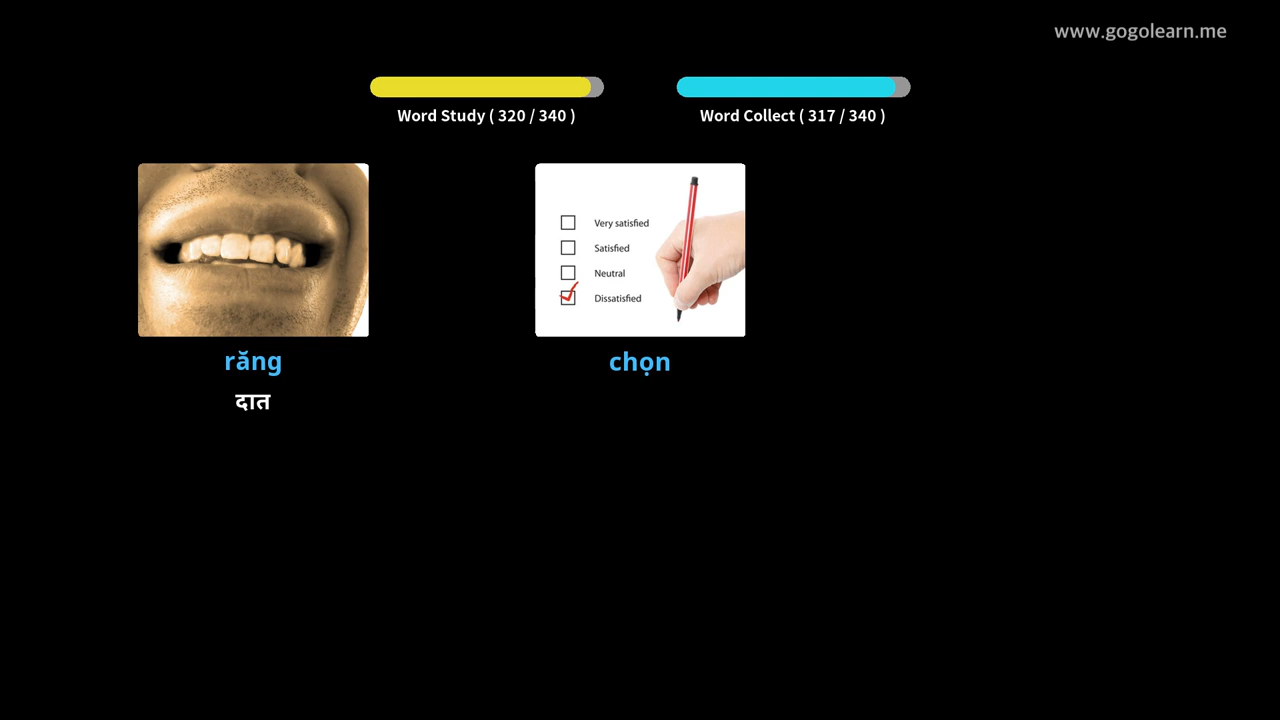 www.gogolearn.me
Word Study ( 320 / 340 )
Word Collect ( 317 / 340 )
Very satisfied
Satisfied
Neutral
Dissatisfied
răng
chọn
दात